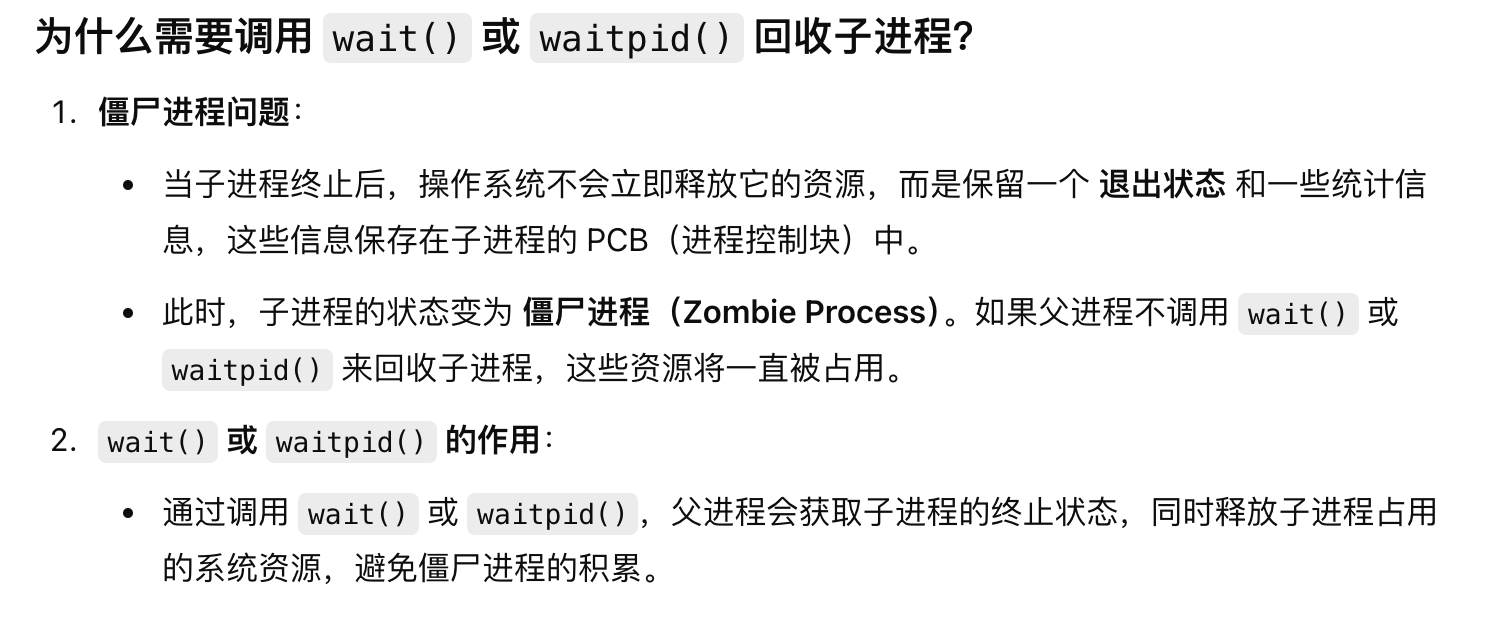 为什么需要调用 wait() 或 waitpid() 回收子进程?
1. 僵尸进程问题：
• 当子进程终止后，操作系统不会立即释放它的资源，而是保留一个 退出状态 和一些统计信
息，这些信息保存在子进程的 PCB（进程控制块）中。
• 此时，子进程的状态变为 僵尸进程（Zombie Process）。如果父进程不调用 wait() 或
waitpid() 来回收子进程，这些资源将一直被占用。
2. wait() 或 waitpid() 的作用：
• 通过调用 wait() 或 waitpid()，父进程会获取子进程的终止状态，同时释放子进程占用
的系统资源，避免僵尸进程的积累。